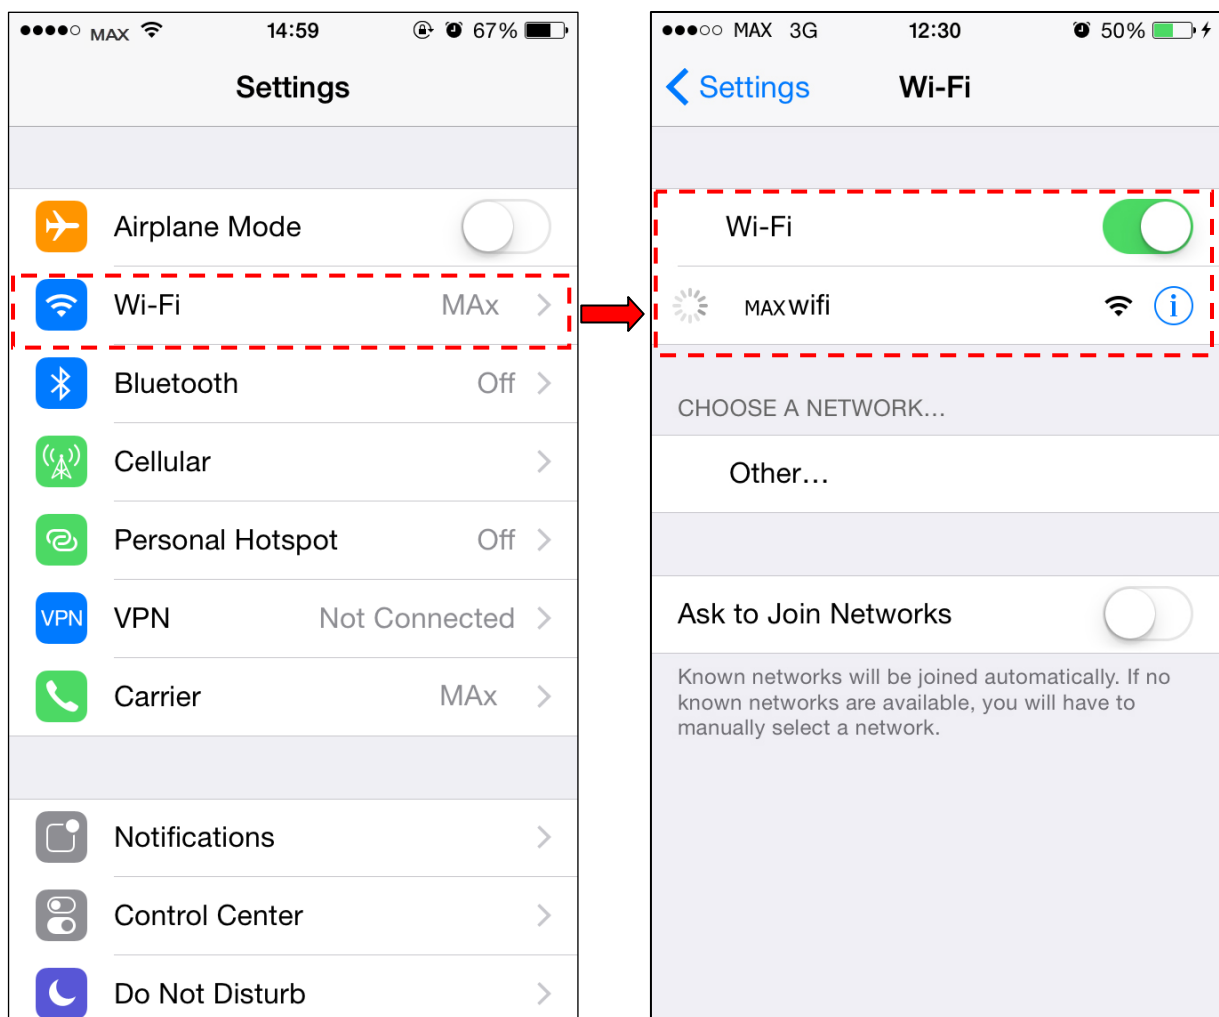 MAX 14:59 67%
Settings
Airplane Mode
Wi-Fi MAx
Bluetooth Off
Cellular
Personal Hotspot Off
VPN VPN Not Connected
Carrier MAx
Notifications
Control Center
Do Not Disturb
MAX 3G 12:30 50%
Settings Wi-Fi
Wi-Fi
MAX wifi i
CHOOSE A NETWORK...
Other...
Ask to Join Networks
Known networks will be joined automatically. If no
known networks are available, you will have to
manually select a network.